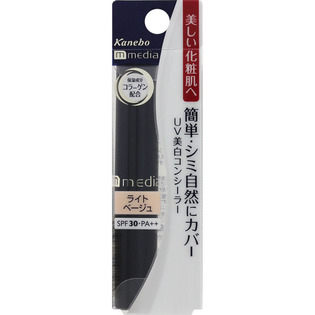 Kanebo
m media
保湿成分
コラーゲン
配合
美しい化粧肌へ
簡単・シミ自然にカバー
UV美白コンシーラー
m media
ライト
ベージュ
SPF30・PA++